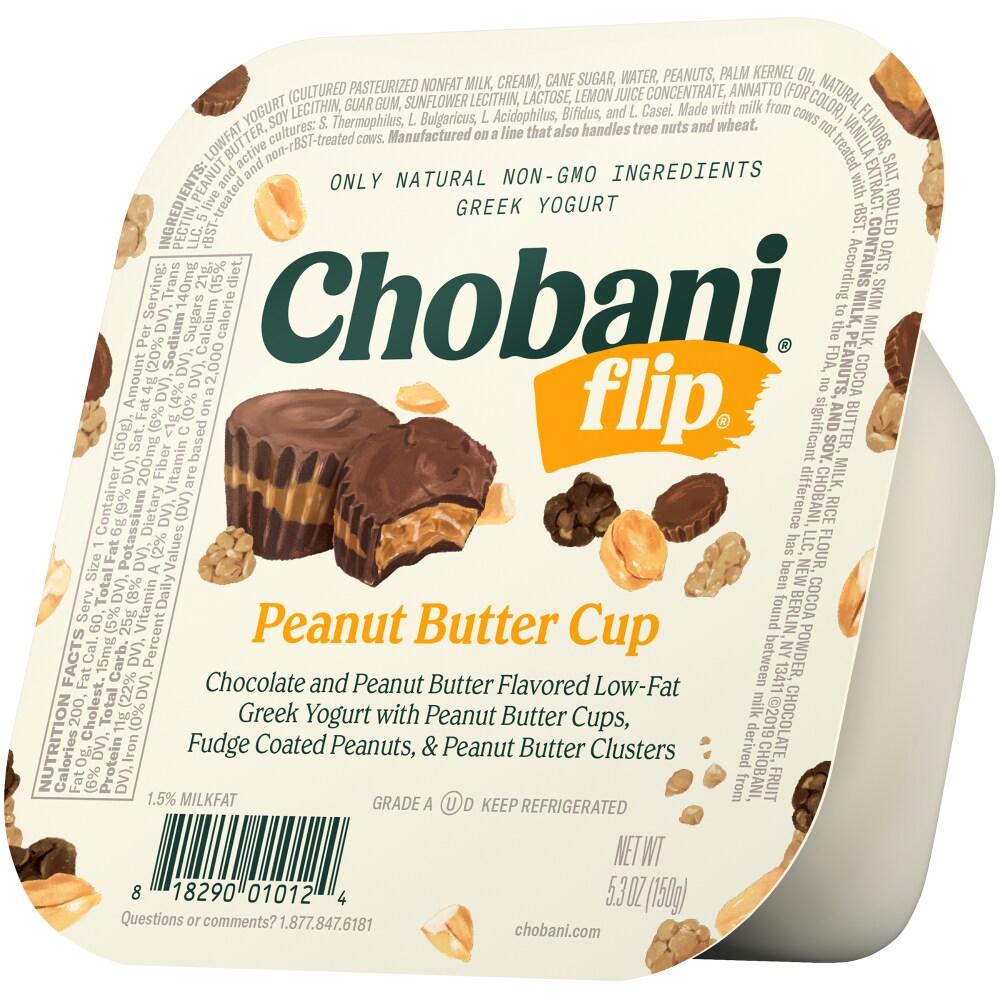 INGREDIENTS: LOWFAT YOGURT (CULTURED PASTEURIZED NONFAT MILK, CREAM), CANE SUGAR, WATER, PEANUTS, PALM KERNEL OIL, NATURAL FLAVORS, SALT, ROLLED OATS, SKIM MILK, COCOA BUTTER, MILK, RICE FLOUR, COCOA POWDER, CHOCOLATE, FRUIT
PECTIN, PEANUT BUTTER, SOY LECITHIN, GUAR GUM, SUNFLOWER LECITHIN, LACTOSE, LEMON JUICE CONCENTRATE, ANNATTO (FOR COLOR), VANILLA EXTRACT. CONTAINS MILK, PEANUTS, AND SOY. CHOBANI, LLC, NEW BERLIN, NY 13411 ©2019 CHOBANI,
LLC. 5 live and active cultures: S. Thermophilus, L. Bulgaricus, L. Acidophilus, Bifidus, and L. Casei. Made with milk from cows not treated with rBST. According to the FDA, no significant difference has been found between milk derived from
rBST-treated and non-rBST-treated cows. Manufactured on a line that also handles tree nuts and wheat.
ONLY NATURAL NON-GMO INGREDIENTS
GREEK YOGURT
Chobani®
flip®
Peanut Butter Cup
Chocolate and Peanut Butter Flavored Low-Fat
Greek Yogurt with Peanut Butter Cups,
Fudge Coated Peanuts, & Peanut Butter Clusters
NUTRITION FACTS Serv. Size 1 Container (150g), Amount Per Serving:
Calories 200, Fat Cal. 60, Total Fat 6g (9% DV), Sat. Fat 4g (20% DV), Trans
Fat 0g, Cholest. 15mg (5% DV), Potassium 200mg (6% DV), Sodium 140mg
(6% DV), Total Carb. 25g (8% DV), Dietary Fiber <1g (4% DV), Sugars 21g,
Protein 11g (22% DV), Vitamin A (2% DV), Vitamin C (0% DV), Calcium (15%
DV), Iron (0% DV), Percent Daily Values (DV) are based on a 2,000 calorie diet.
1.5% MILKFAT
GRADE A Ⓤ D KEEP REFRIGERATED
8 18290 01012 4
NET WT
5.3 OZ (150g)
Questions or comments? 1.877.847.6181
chobani.com